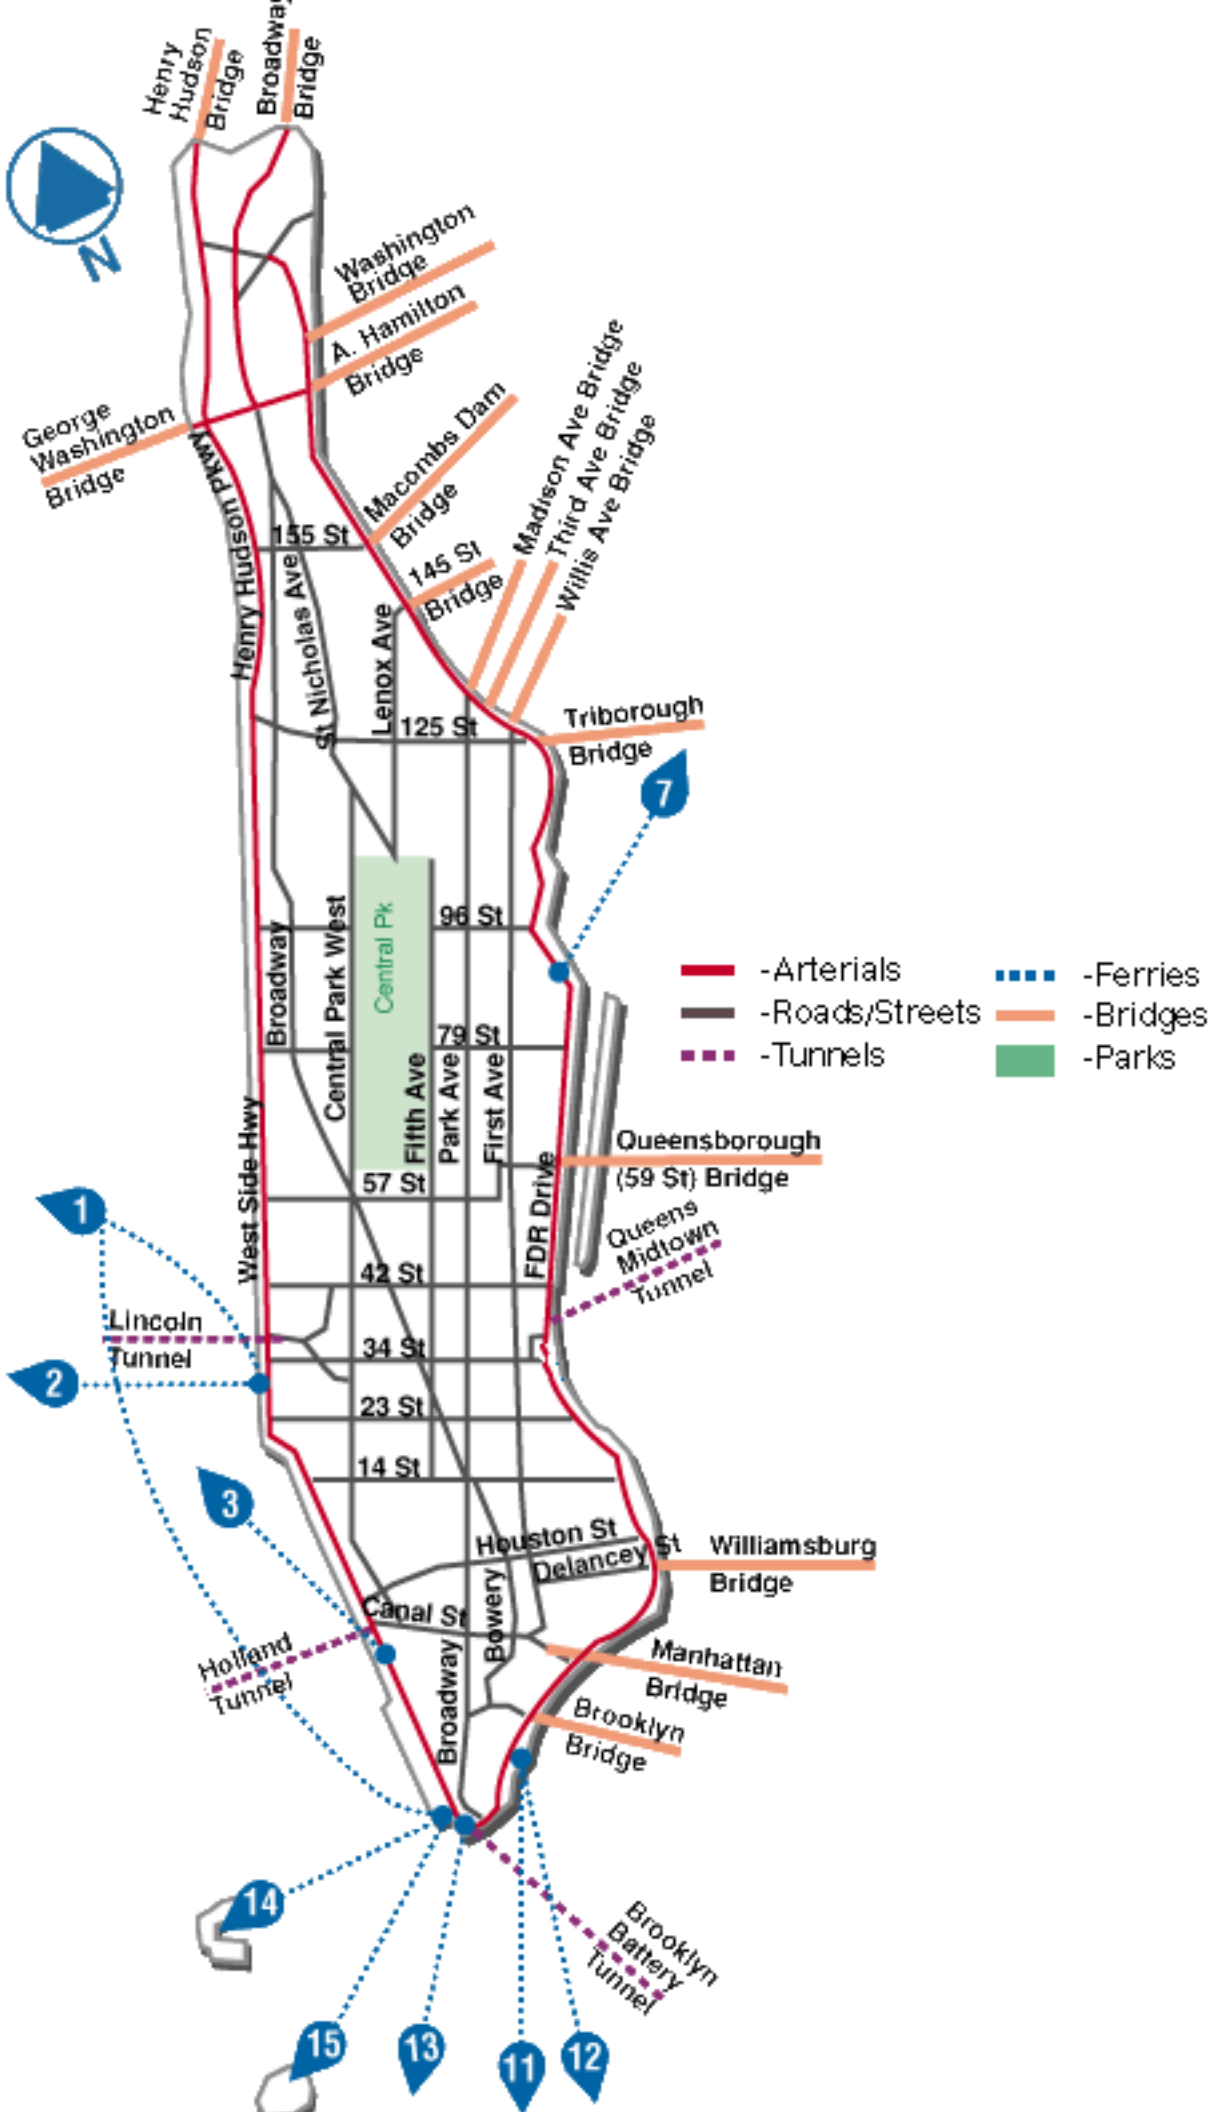 Henry
Hudson
Bridge
Broadway
Bridge
N
Washington
Bridge
A. Hamilton
Bridge
George
Washington
Bridge
Macombs Dam
Bridge
Madison Ave Bridge
Third Ave Bridge
Willis Ave Bridge
Henry Hudson Pkwy
155 St
145 St
Bridge
St Nicholas Ave
Lenox Ave
125 St
Triborough
Bridge
7
Central Pk
96 St
Broadway
Central Park West
79 St
Fifth Ave
Park Ave
First Ave
-Arterials
-Roads/Streets
-Tunnels
-Ferries
-Bridges
-Parks
West Side Hwy
57 St
FDR Drive
Queensborough
(59 St) Bridge
Queens
Midtown
Tunnel
1
42 St
Lincoln
Tunnel
34 St
2
23 St
14 St
3
Houston St
Delancey St
Williamsburg
Bridge
Canal St
Bowery
Broadway
Holland
Tunnel
Manhattan
Bridge
Brooklyn
Bridge
14
Brooklyn
Battery
Tunnel
15
13
11
12